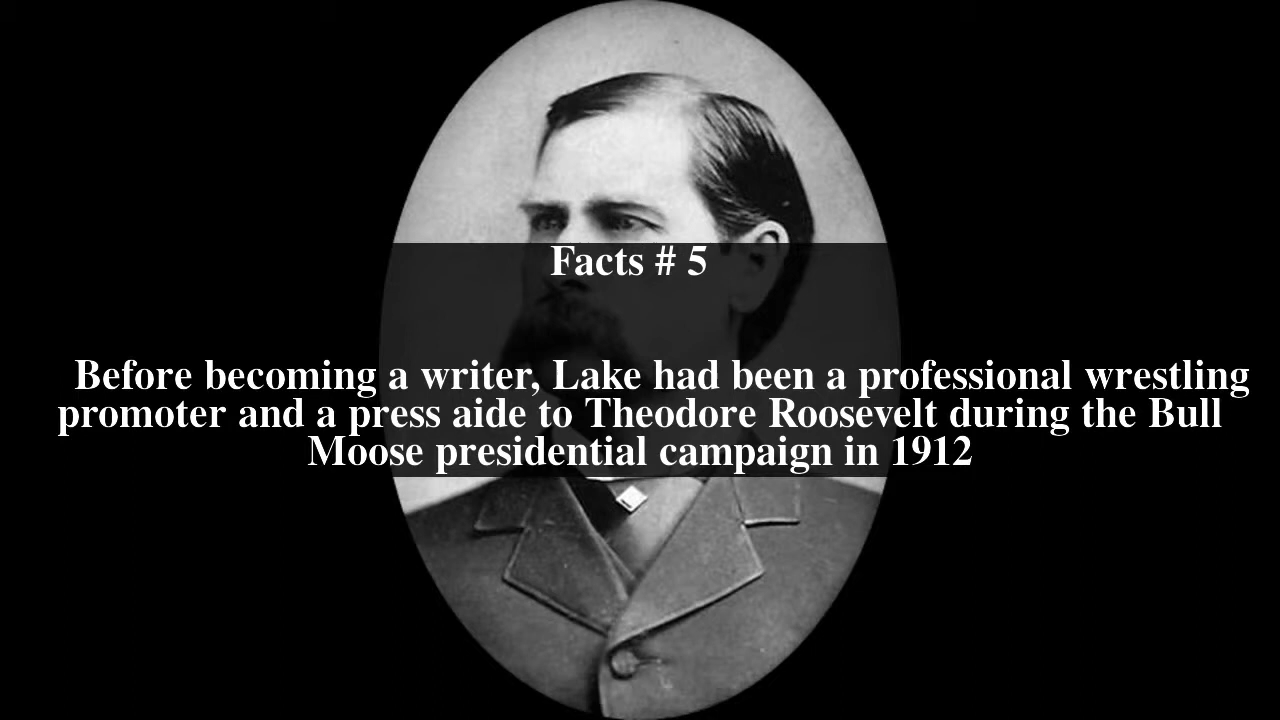 Facts # 5
Before becoming a writer, Lake had been a professional wrestling
promoter and a press aide to Theodore Roosevelt during the Bull
Moose presidential campaign in 1912